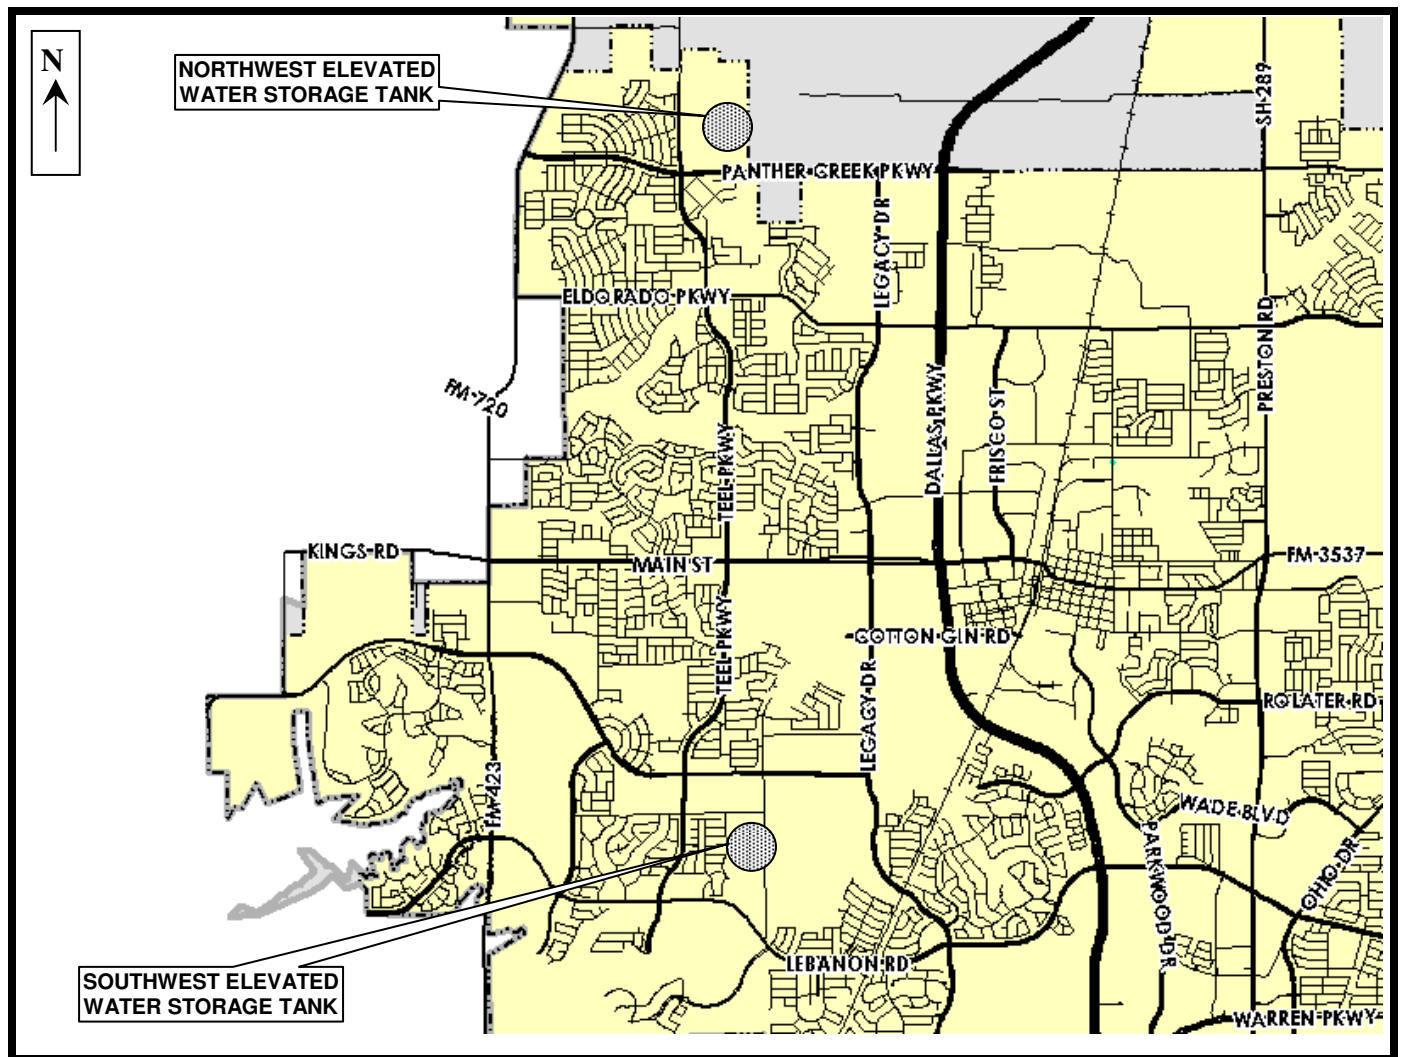 N
NORTHWEST ELEVATED
WATER STORAGE TANK
SH 289
PANTHER CREEK PKWY
LEGACY DR
ELDORADO PKWY
PRESTON RD
FM 720
DALLAS PKWY
FRISCO ST
TEEL PKWY
KINGS RD
MAIN ST
FM 3537
COTTON GIN RD
TEEL PKWY
LEGACY DR
ROLATER RD
FM 423
WADE BLVD
PARKWOOD DR
OHIO DR
LEBANON RD
SOUTHWEST ELEVATED
WATER STORAGE TANK
WARREN PKWY